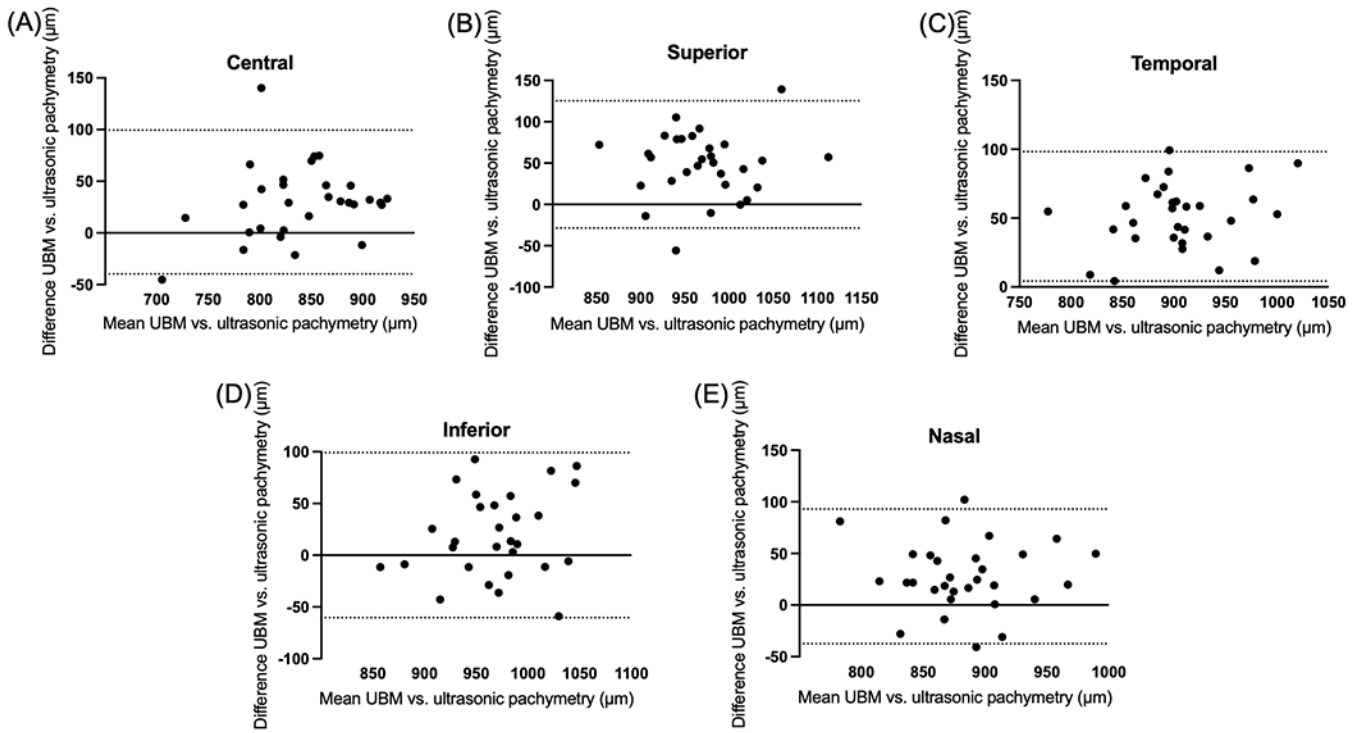 (A)
Central
Difference UBM vs. ultrasonic pachymetry (µm)
150
100
50
0
-50
700 750 800 850 900 950
Mean UBM vs. ultrasonic pachymetry (µm)
(B)
Superior
Difference UBM vs. ultrasonic pachymetry (µm)
150
100
50
0
-50
-100
850 900 950 1000 1050 1100 1150
Mean UBM vs. ultrasonic pachymetry (µm)
(C)
Temporal
Difference UBM vs. ultrasonic pachymetry (µm)
150
100
50
0
750 800 850 900 950 1000 1050
Mean UBM vs. ultrasonic pachymetry (µm)
(D)
Inferior
Difference UBM vs. ultrasonic pachymetry (µm)
100
50
0
-50
-100
850 900 950 1000 1050 1100
Mean UBM vs. ultrasonic pachymetry (µm)
(E)
Nasal
Difference UBM vs. ultrasonic pachymetry (µm)
150
100
50
0
-50
800 850 900 950 1000
Mean UBM vs. ultrasonic pachymetry (µm)